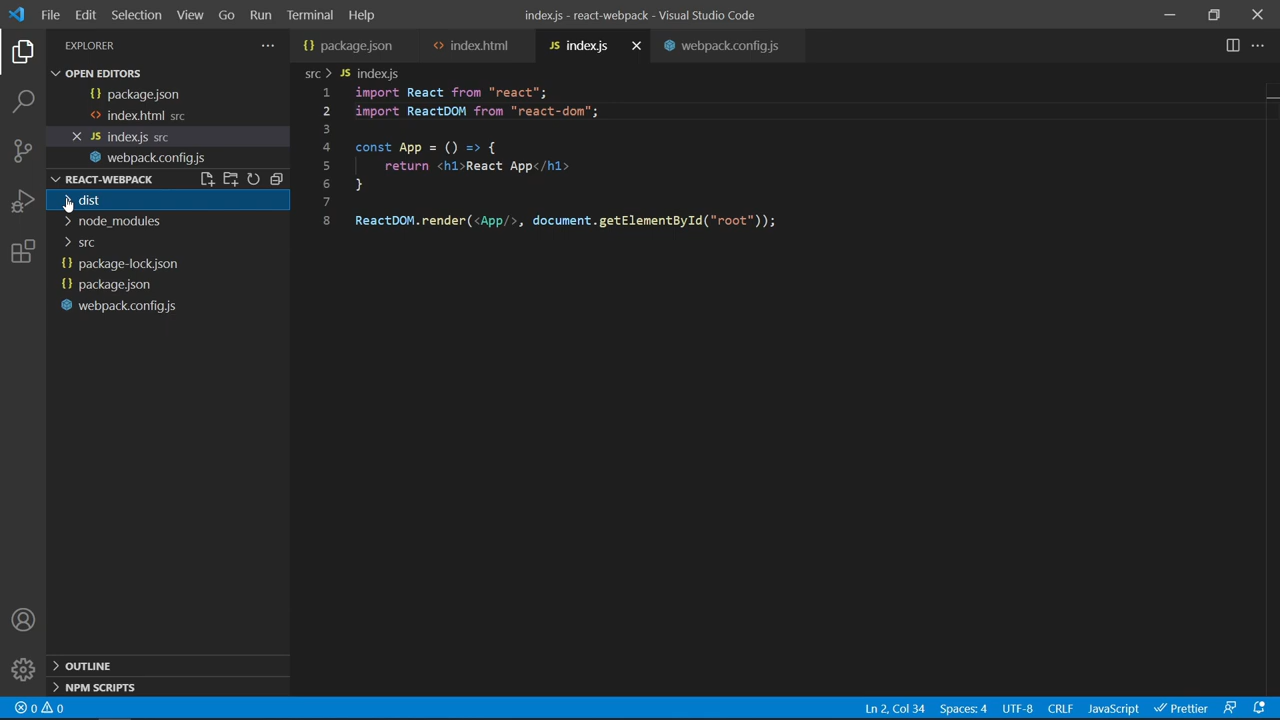 File Edit Selection View Go Run Terminal Help index.js - react-webpack - Visual Studio Code
EXPLORER
{} package.json <> index.html JS index.js webpack.config.js
OPEN EDITORS
{} package.json
<> index.html src
JS index.js src
webpack.config.js
REACT-WEBPACK
dist
node_modules
src
{} package-lock.json
{} package.json
webpack.config.js
OUTLINE
NPM SCRIPTS
src > JS index.js
1 import React from "react";
2 import ReactDOM from "react-dom";
3
4 const App = () => {
5 return <h1>React App</h1>
6 }
7
8 ReactDOM.render(<App/>, document.getElementById("root"));
0 0 Ln 2, Col 34 Spaces: 4 UTF-8 CRLF JavaScript Prettier